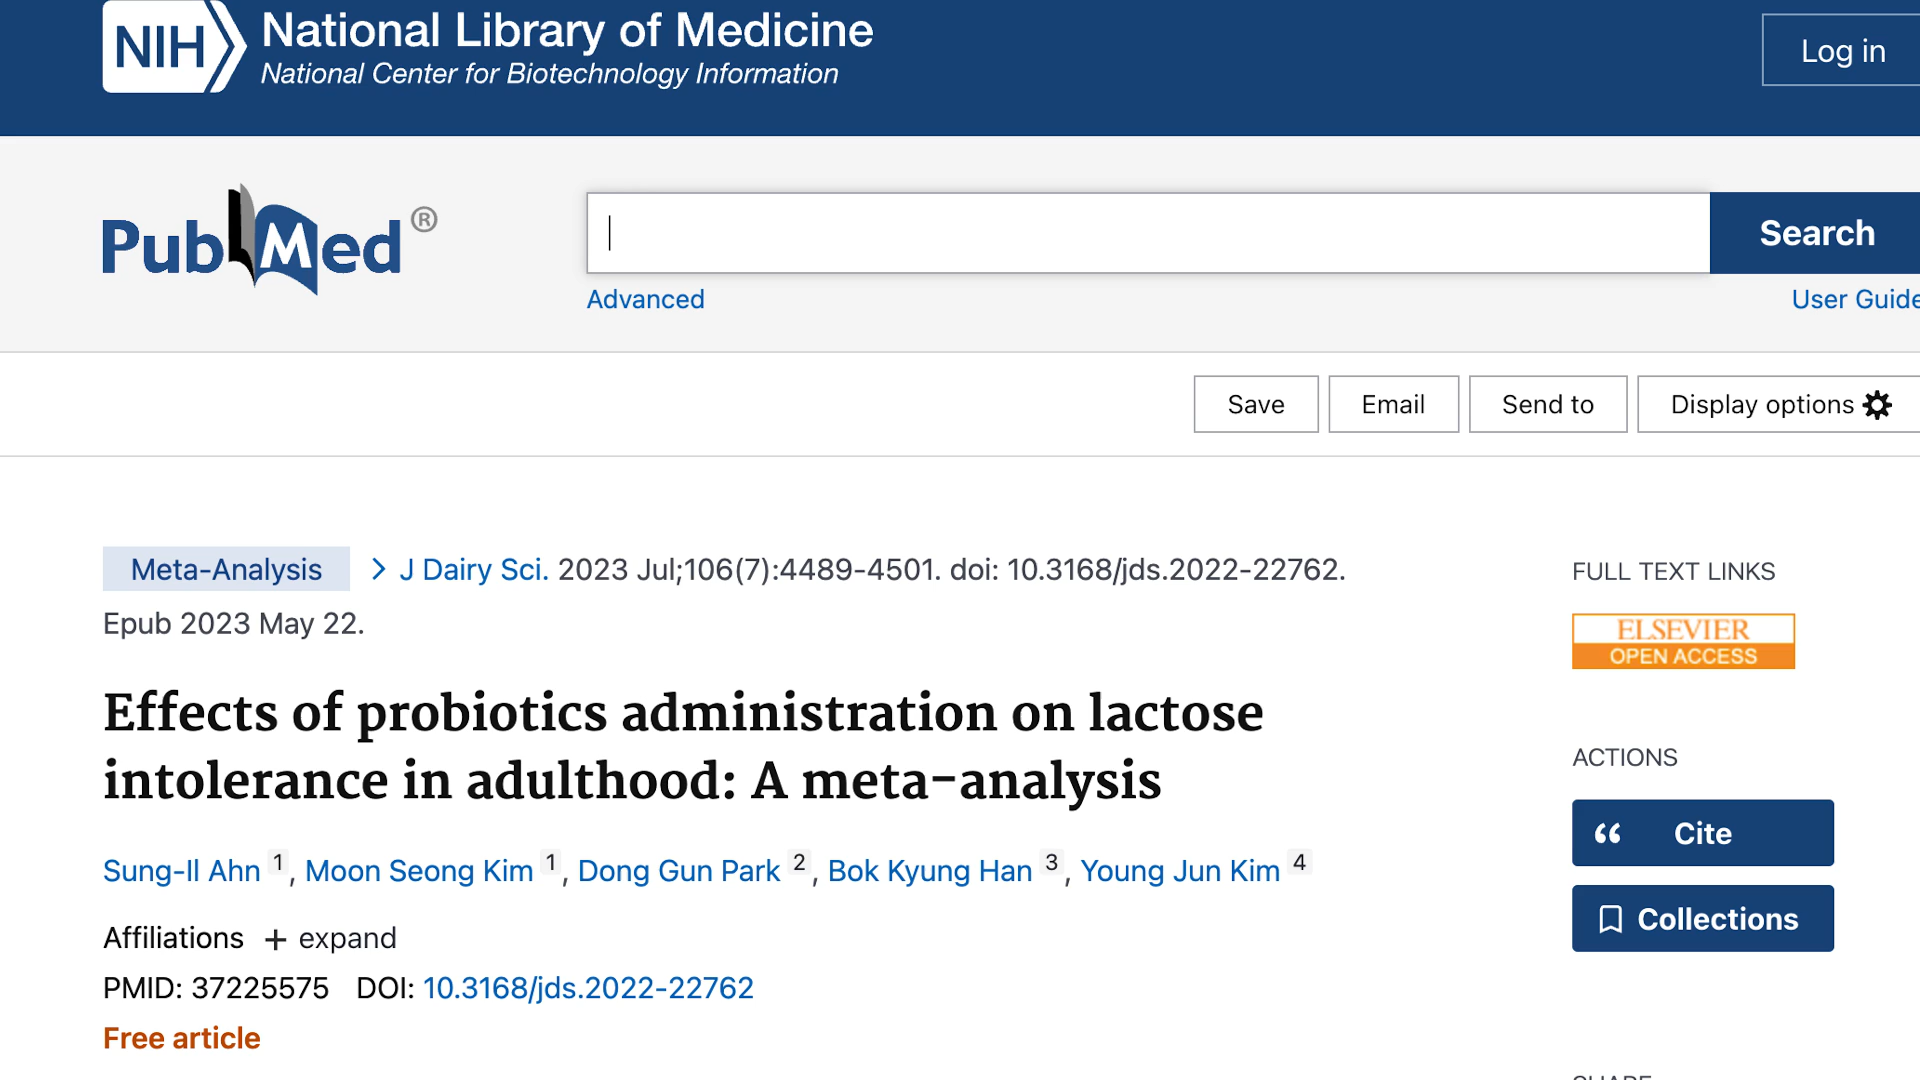 NIH National Library of Medicine
National Center for Biotechnology Information
Log in
PubMed®
Search
Advanced
User Guide
Save
Email
Send to
Display options
Meta-Analysis > J Dairy Sci. 2023 Jul;106(7):4489-4501. doi: 10.3168/jds.2022-22762.
Epub 2023 May 22.
Effects of probiotics administration on lactose
intolerance in adulthood: A meta-analysis
Sung-Il Ahn 1, Moon Seong Kim 1, Dong Gun Park 2, Bok Kyung Han 3, Young Jun Kim 4
Affiliations + expand
PMID: 37225575 DOI: 10.3168/jds.2022-22762
Free article
FULL TEXT LINKS
ELSEVIER
OPEN ACCESS
ACTIONS
Cite
Collections